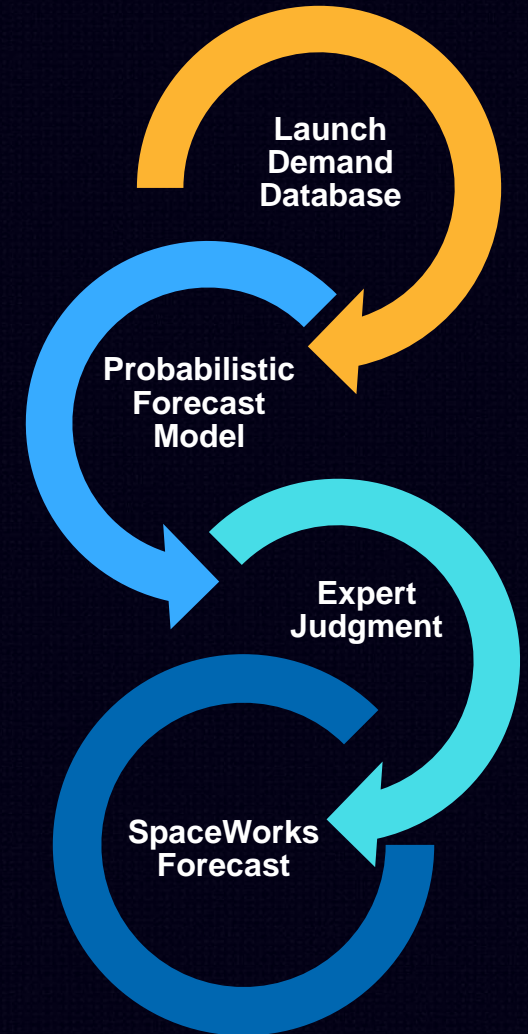 Launch
Demand
Database
Probabilistic
Forecast
Model
Expert
Judgment
SpaceWorks
Forecast